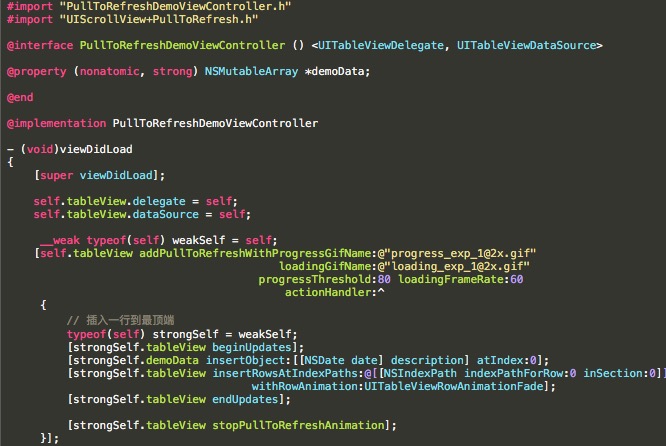 #import "PullToRefreshDemoViewController.h"
#import "UIScrollView+PullToRefresh.h"
@interface PullToRefreshDemoViewController () <UITableViewDelegate, UITableViewDataSource>
@property (nonatomic, strong) NSMutableArray *demoData;
@end
@implementation PullToRefreshDemoViewController
- (void)viewDidLoad
{
[super viewDidLoad];
self.tableView.delegate = self;
self.tableView.dataSource = self;
__weak typeof(self) weakSelf = self;
[self.tableView addPullToRefreshWithProgressGifName:@"progress_exp_1@2x.gif"
loadingGifName:@"loading_exp_1@2x.gif"
progressThreshold:80 loadingFrameRate:60
actionHandler:^
{
// 插入一行到最顶端
typeof(self) strongSelf = weakSelf;
[strongSelf.tableView beginUpdates];
[strongSelf.demoData insertObject:[[NSDate date] description] atIndex:0];
[strongSelf.tableView insertRowsAtIndexPaths:@[[NSIndexPath indexPathForRow:0 inSection:0]]
withRowAnimation:UITableViewRowAnimationFade];
[strongSelf.tableView endUpdates];
[strongSelf.tableView stopPullToRefreshAnimation];
}];